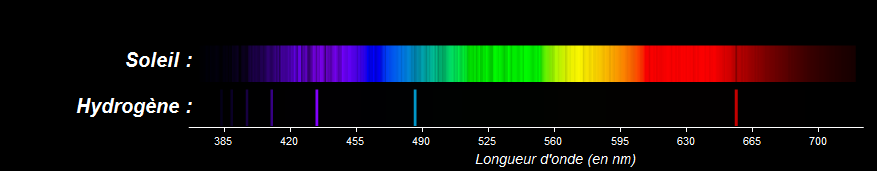 Soleil :
Hydrogène :
385 420 455 490 525 560 595 630 665 700
Longueur d'onde (en nm)